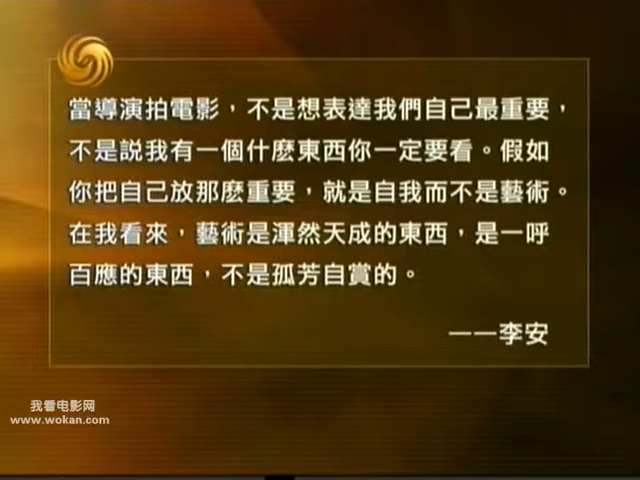 當導演拍電影，不是想表達我們自己最重要，
不是説我有一個什麽東西你一定要看。假如
你把自己放那麽重要，就是自我而不是藝術。
在我看來，藝術是渾然天成的東西，是一呼
百應的東西，不是孤芳自賞的。
——李安
我看电影网
www.wokan.com